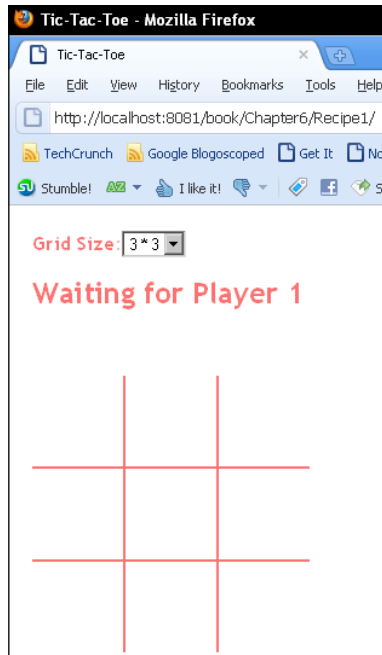 Tic-Tac-Toe - Mozilla Firefox
Tic-Tac-Toe
File Edit View History Bookmarks Tools Help
http://localhost:8081/book/Chapter6/Recipe1/
TechCrunch Google Blogoscoped Get It
Stumble! I like it!
Grid Size: 3*3
Waiting for Player 1